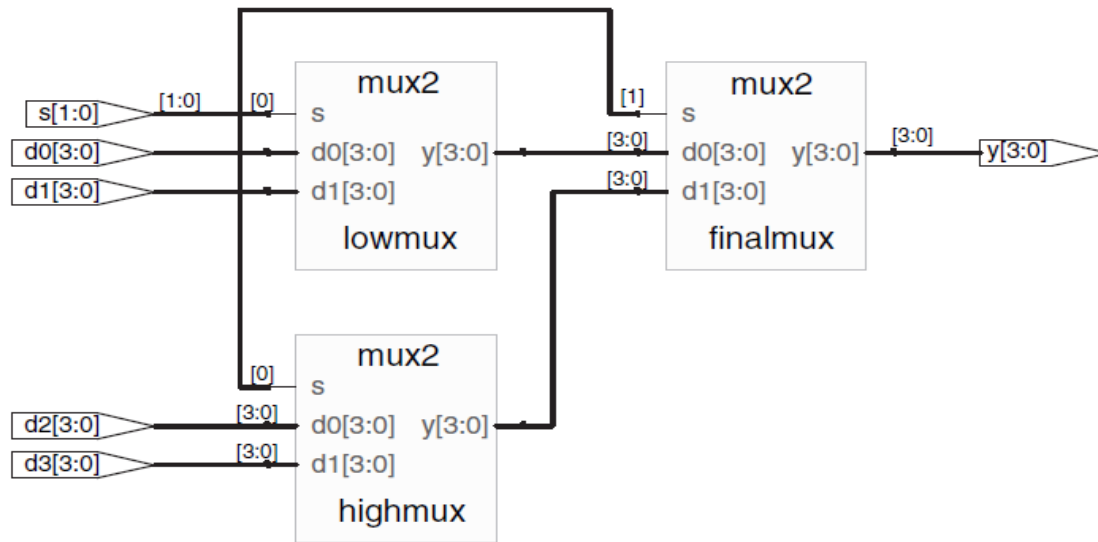 s[1:0]
[1:0]
[0]
d0[3:0]
d1[3:0]
mux2
s
d0[3:0] y[3:0]
d1[3:0]
lowmux
[1]
[3:0]
[3:0]
mux2
s
d0[3:0] y[3:0]
d1[3:0]
finalmux
[3:0]
y[3:0]
d2[3:0]
d3[3:0]
[0]
[3:0]
[3:0]
mux2
s
d0[3:0] y[3:0]
d1[3:0]
highmux